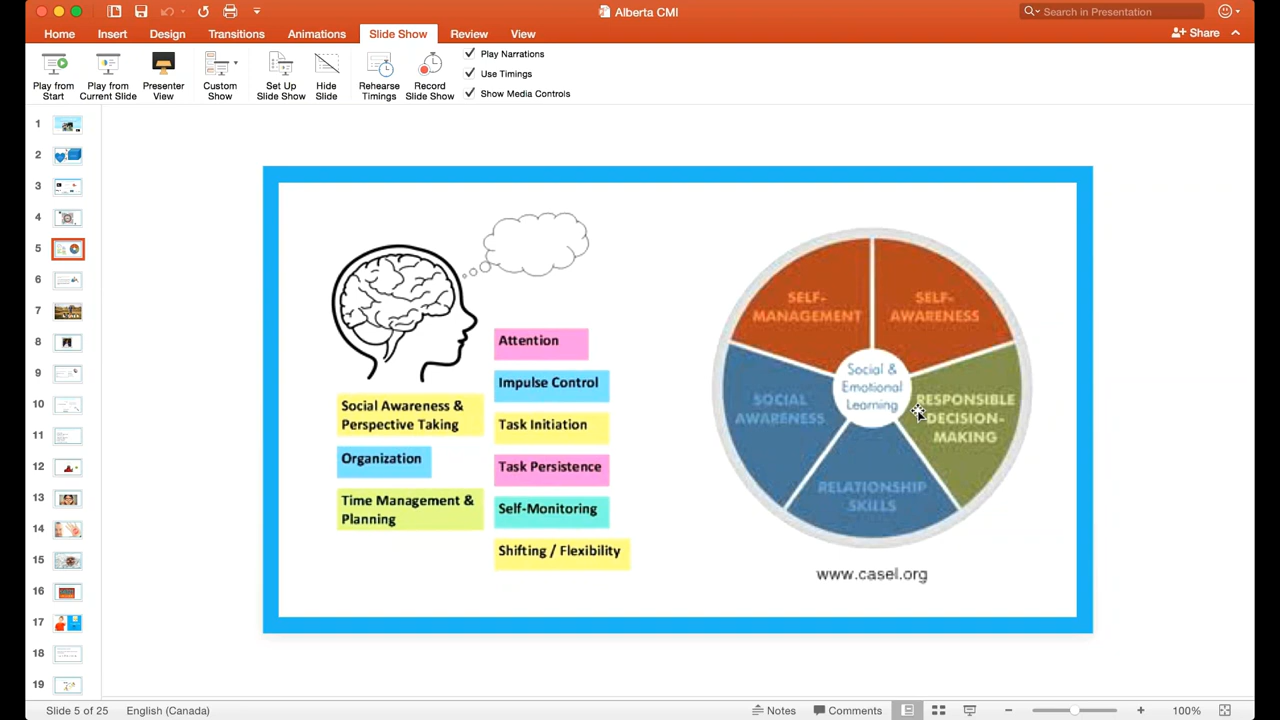 Alberta CMI
Search in Presentation
Home Insert Design Transitions Animations Slide Show Review View
Share
Play from
Start
Play from
Current Slide
Presenter
View
Custom
Show
Set Up
Slide Show
Hide
Slide
Rehearse
Timings
Record
Slide Show
Play Narrations
Use Timings
Show Media Controls
1
2
3
4
5
6
7
8
9
10
11
12
13
14
15
16
17
18
19
Social Awareness &
Perspective Taking
Organization
Time Management &
Planning
Attention
Impulse Control
Task Initiation
Task Persistence
Self-Monitoring
Shifting / Flexibility
SELF-
MANAGEMENT
SELF-
AWARENESS
SOCIAL
AWARENESS
Social &
Emotional
Learning
RESPONSIBLE
DECISION-
MAKING
RELATIONSHIP
SKILLS
www.casel.org
Slide 5 of 25 English (Canada) Notes Comments 100%